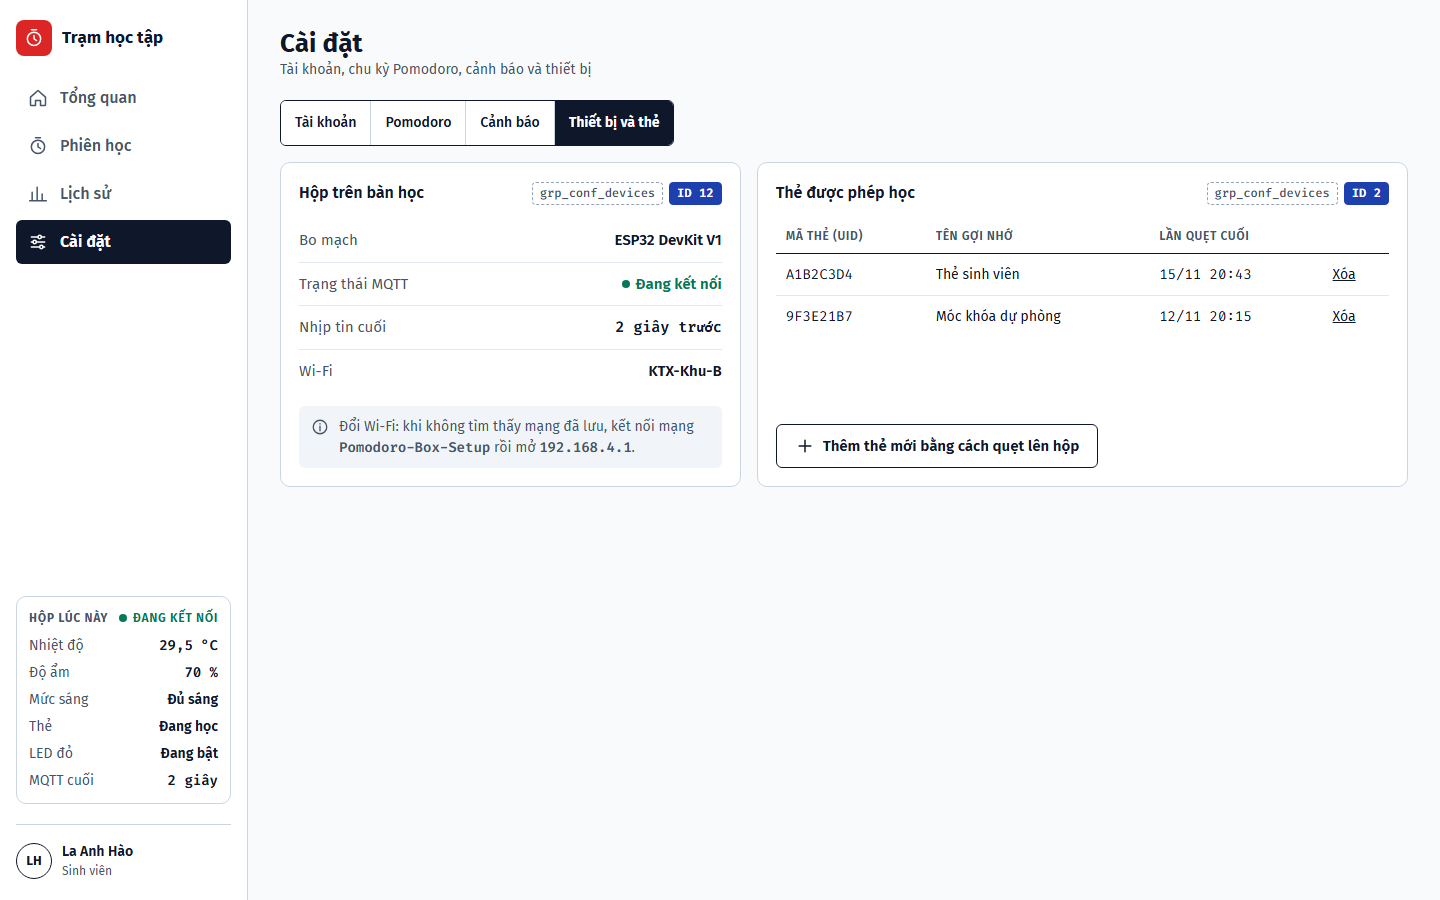 Trạm học tập
Tổng quan
Phiên học
Lịch sử
Cài đặt
HỘP LÚC NÀY ĐANG KẾT NỐI
Nhiệt độ 29,5 °C
Độ ẩm 70 %
Mức sáng Đủ sáng
Thẻ Đang học
LED đỏ Đang bật
MQTT cuối 2 giây
LH La Anh Hào
Sinh viên
Cài đặt
Tài khoản, chu kỳ Pomodoro, cảnh báo và thiết bị
Tài khoản Pomodoro Cảnh báo Thiết bị và thẻ
Hộp trên bàn học grp_conf_devices ID 12
Bo mạch ESP32 DevKit V1
Trạng thái MQTT Đang kết nối
Nhịp tin cuối 2 giây trước
Wi-Fi KTX-Khu-B
Đổi Wi-Fi: khi không tìm thấy mạng đã lưu, kết nối mạng
Pomodoro-Box-Setup rồi mở 192.168.4.1.
Thẻ được phép học grp_conf_devices ID 2
MÃ THẺ (UID) TÊN GỢI NHỚ LẦN QUẸT CUỐI
A1B2C3D4 Thẻ sinh viên 15/11 20:43 Xóa
9F3E21B7 Móc khóa dự phòng 12/11 20:15 Xóa
Thêm thẻ mới bằng cách quẹt lên hộp